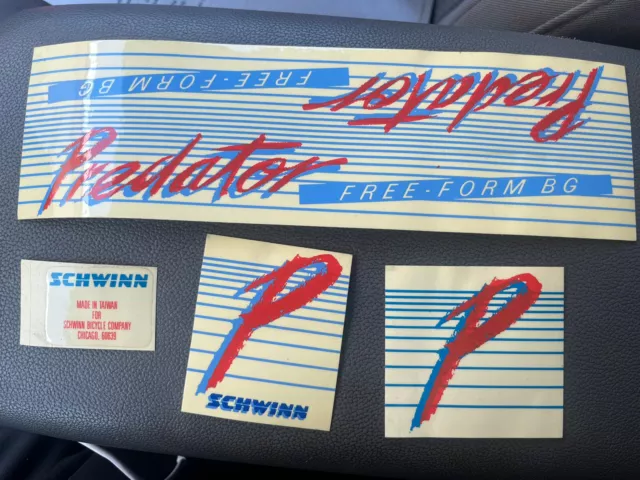 FREE-FORM BG
Predator
Predator
FREE-FORM BG
SCHWINN
MADE IN TAIWAN
FOR
SCHWINN BICYCLE COMPANY
CHICAGO, 60639
P
SCHWINN
P